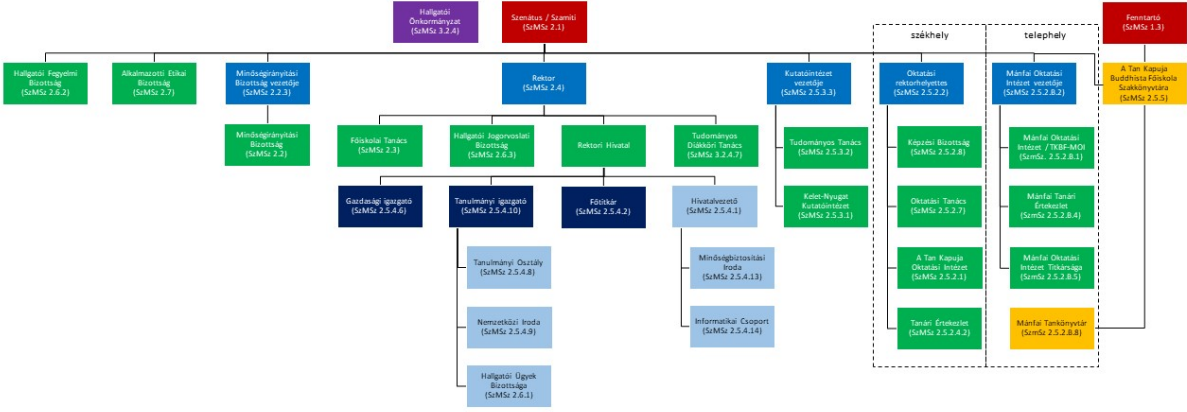 Hallgatói
Önkormányzat
(SzMSz 3.2.4)
Szenátus / Szamíti
(SzMSz 2.1)
Fenntartó
(SzMSz 1.3)
székhely
telephely
Hallgatói Fegyelmi
Bizottság
(SzMSz 2.6.2)
Alkalmazotti Etikai
Bizottság
(SzMSz 2.7)
Minőségirányítási
Bizottság vezetője
(SzMSz 2.2.3)
Rektor
(SzMSz 2.4)
Kutatóintézet
vezetője
(SzMSz 2.5.3.3)
Oktatási
rektorhelyettes
(SzMSz 2.5.2.2)
Mánfai Oktatási
Intézet vezetője
(SzMSz 2.5.2.B.2)
A Tan Kapuja
Buddhista Főiskola
Szakkönyvtára
(SzMSz 2.5.5)
Minőségirányítási
Bizottság
(SzMSz 2.2)
Főiskolai Tanács
(SzMSz 2.3)
Hallgatói Jogorvoslati
Bizottság
(SzMSz 2.6.3)
Rektori Hivatal
Tudományos
Diákköri Tanács
(SzMSz 3.2.4.7)
Tudományos Tanács
(SzMSz 2.5.3.2)
Képzési Bizottság
(SzMSz 2.5.2.8)
Mánfai Oktatási
Intézet / TKBF-MOI
(SzmSz. 2.5.2.B.1)
Gazdasági igazgató
(SzMSz 2.5.4.6)
Tanulmányi igazgató
(SzMSz 2.5.4.10)
Főtitkár
(SzMSz 2.5.4.2)
Hivatalvezető
(SzMSz 2.5.4.1)
Kelet-Nyugat
Kutatóintézet
(SzMSz 2.5.3.1)
Oktatási Tanács
(SzMSz 2.5.2.7)
Mánfai Tanári
Értekezlet
(SzmSz 2.5.2.B.4)
Tanulmányi Osztály
(SzMSz 2.5.4.8)
Minőségbiztosítási
Iroda
(SzMSz 2.5.4.13)
A Tan Kapuja
Oktatási Intézet
(SzMSz 2.5.2.1)
Mánfai Oktatási
Intézet Titkársága
(SzmSz 2.5.2.B.5)
Nemzetközi Iroda
(SzMSz 2.5.4.9)
Informatikai Csoport
(SzMSz 2.5.4.14)
Tanári Értekezlet
(SzMSz 2.5.2.4.2)
Mánfai Tankönyvtár
(SzmSz 2.5.2.B.8)
Hallgatói Ügyek
Bizottsága
(SzMSz 2.6.1)